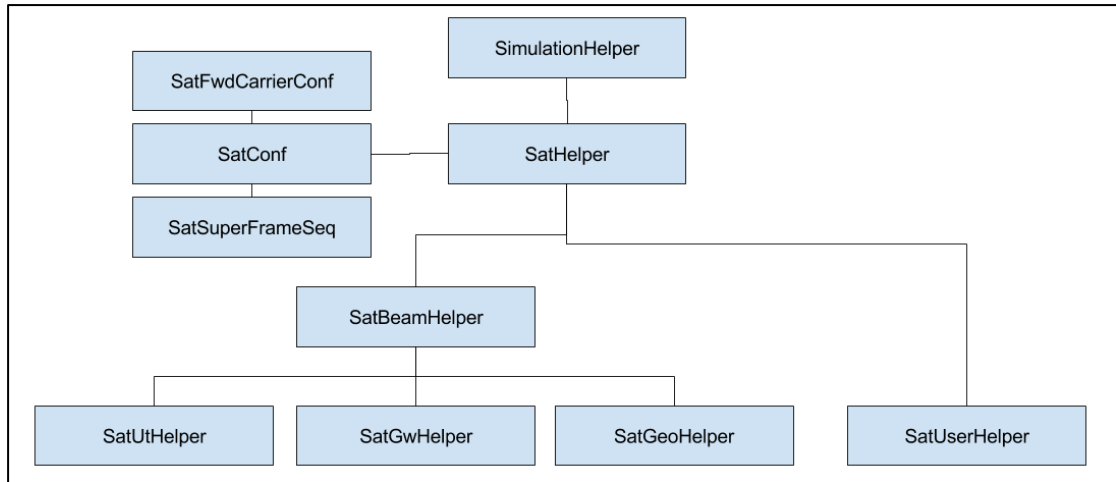 SimulationHelper
SatFwdCarrierConf
SatConf
SatHelper
SatSuperFrameSeq
SatBeamHelper
SatUtHelper
SatGwHelper
SatGeoHelper
SatUserHelper